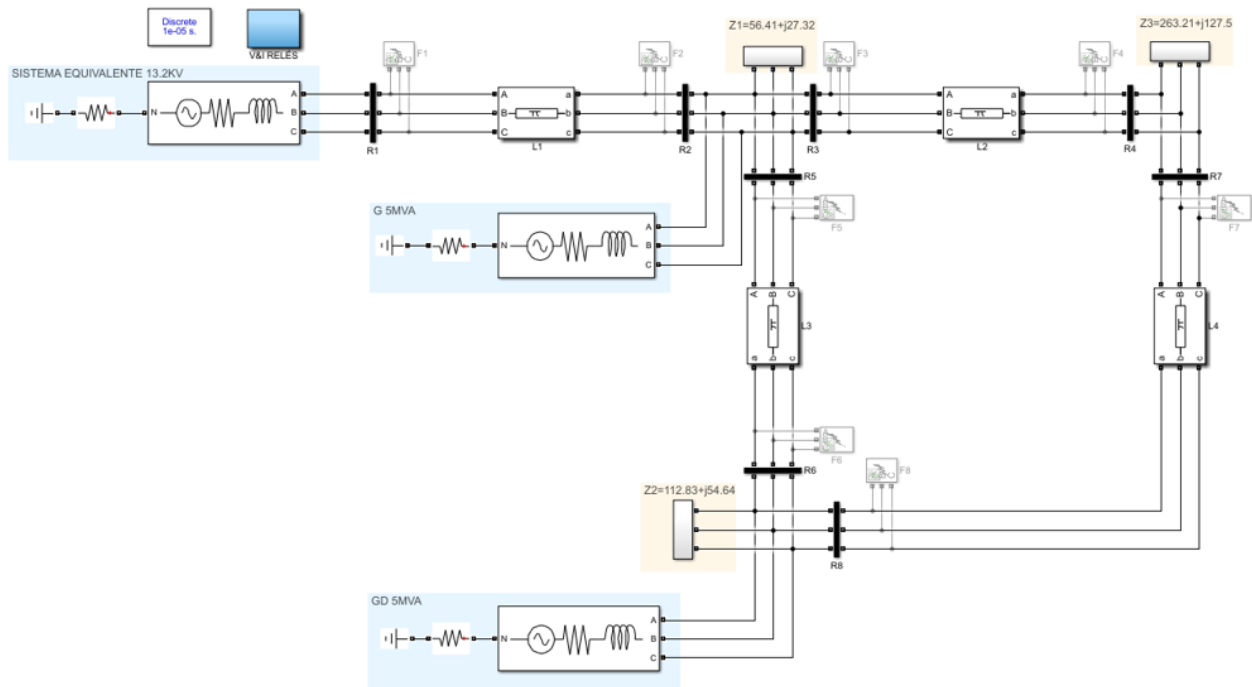 Discrete
1e-05 s.
V&I RELÉS
SISTEMA EQUIVALENTE 13.2KV
N
A
B
C
R1
F1
A
B
C
a
b
c
L1
F2
R2
Z1=56.41+j27.32
F3
R3
A
B
C
a
b
c
L2
F4
R4
Z3=263.21+j127.5
R5
F5
R7
F7
G 5MVA
N
A
B
C
A
B
C
a
b
c
L3
A
B
C
a
b
c
L4
F6
R6
F8
Z2=112.83+j54.64
R8
GD 5MVA
N
A
B
C